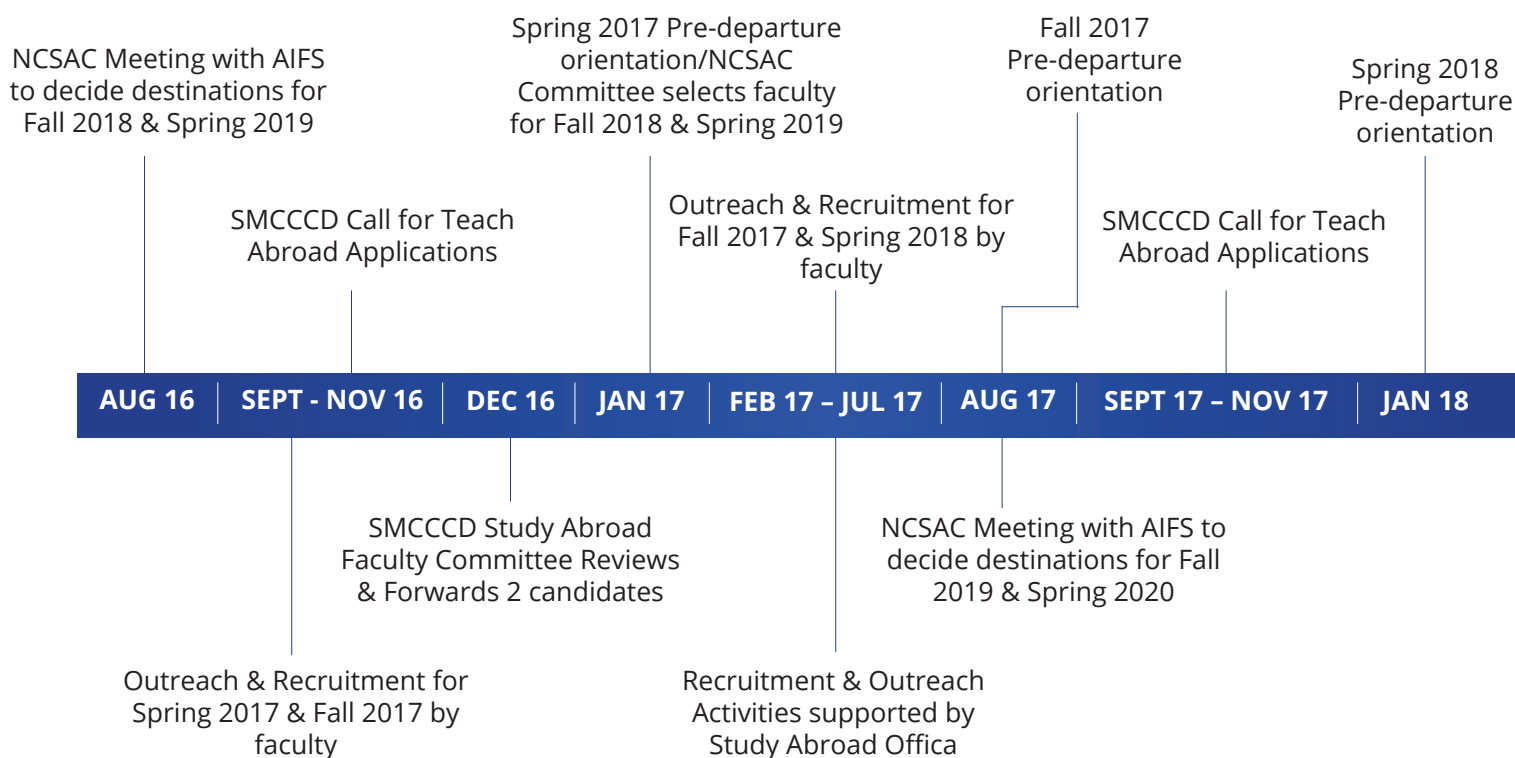 NCSAC Meeting with AIFS
to decide destinations for
Fall 2018 & Spring 2019
SMCCCD Call for Teach
Abroad Applications
Spring 2017 Pre-departure
orientation/NCSAC
Committee selects faculty
for Fall 2018 & Spring 2019
Outreach & Recruitment for
Fall 2017 & Spring 2018 by
faculty
Fall 2017
Pre-departure
orientation
SMCCCD Call for Teach
Abroad Applications
Spring 2018
Pre-departure
orientation
AUG 16
SEPT - NOV 16
DEC 16
JAN 17
FEB 17 – JUL 17
AUG 17
SEPT 17 – NOV 17
JAN 18
Outreach & Recruitment for
Spring 2017 & Fall 2017 by
faculty
SMCCCD Study Abroad
Faculty Committee Reviews
& Forwards 2 candidates
Recruitment & Outreach
Activities supported by
Study Abroad Offica
NCSAC Meeting with AIFS to
decide destinations for Fall
2019 & Spring 2020